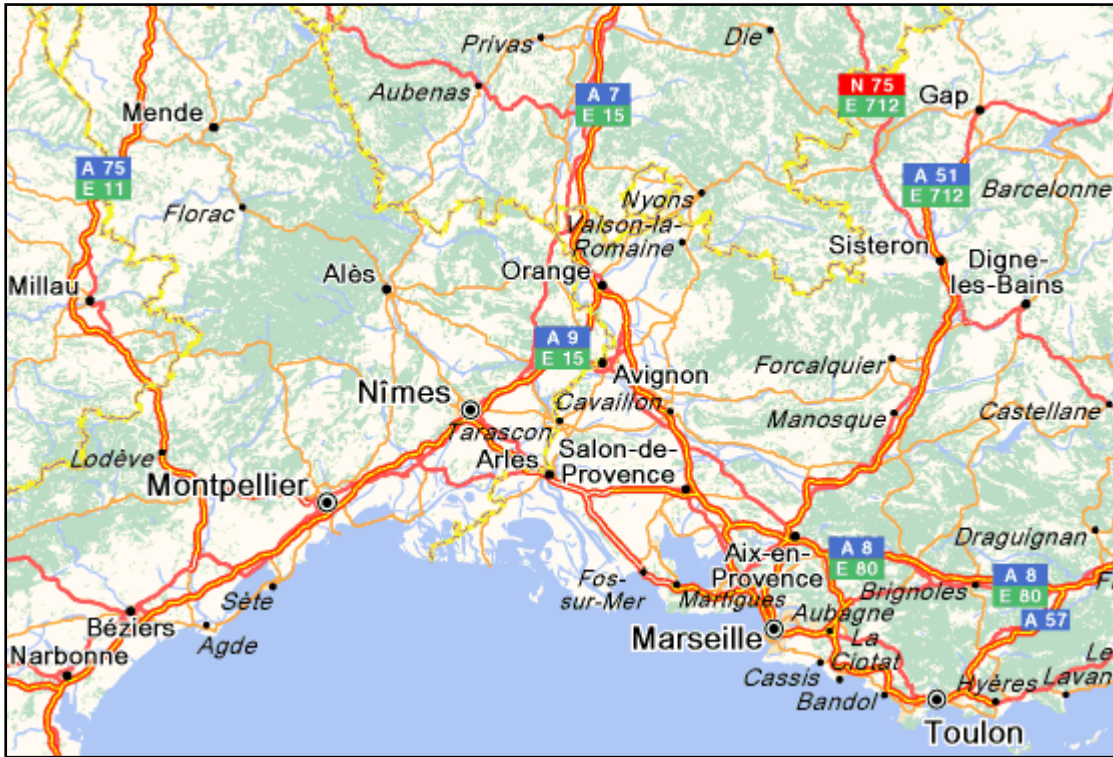 Privas
Die
Aubenas
A 7
E 15
N 75
E 712
Gap
Mende
A 75
E 11
A 51
E 712
Barcelonne
Florac
Nyons
Vaison-la-
Romaine
Sisteron
Digne-
les-Bains
Millau
Alès
Orange
A 9
E 15
Avignon
Forcalquier
Nîmes
Cavaillon
Manosque
Castellane
Tarascon
Lodève
Arles
Salon-de-
Provence
Montpellier
Draguignan
Aix-en-
Provence
A 8
E 80
A 8
E 80
Fos-
sur-Mer
Martigues
Brignoles
Sète
Béziers
Agde
Marseille
Aubagne
A 57
La
Ciotat
Narbonne
Cassis
Bandol
Hyères
Lavan
Le
Toulon